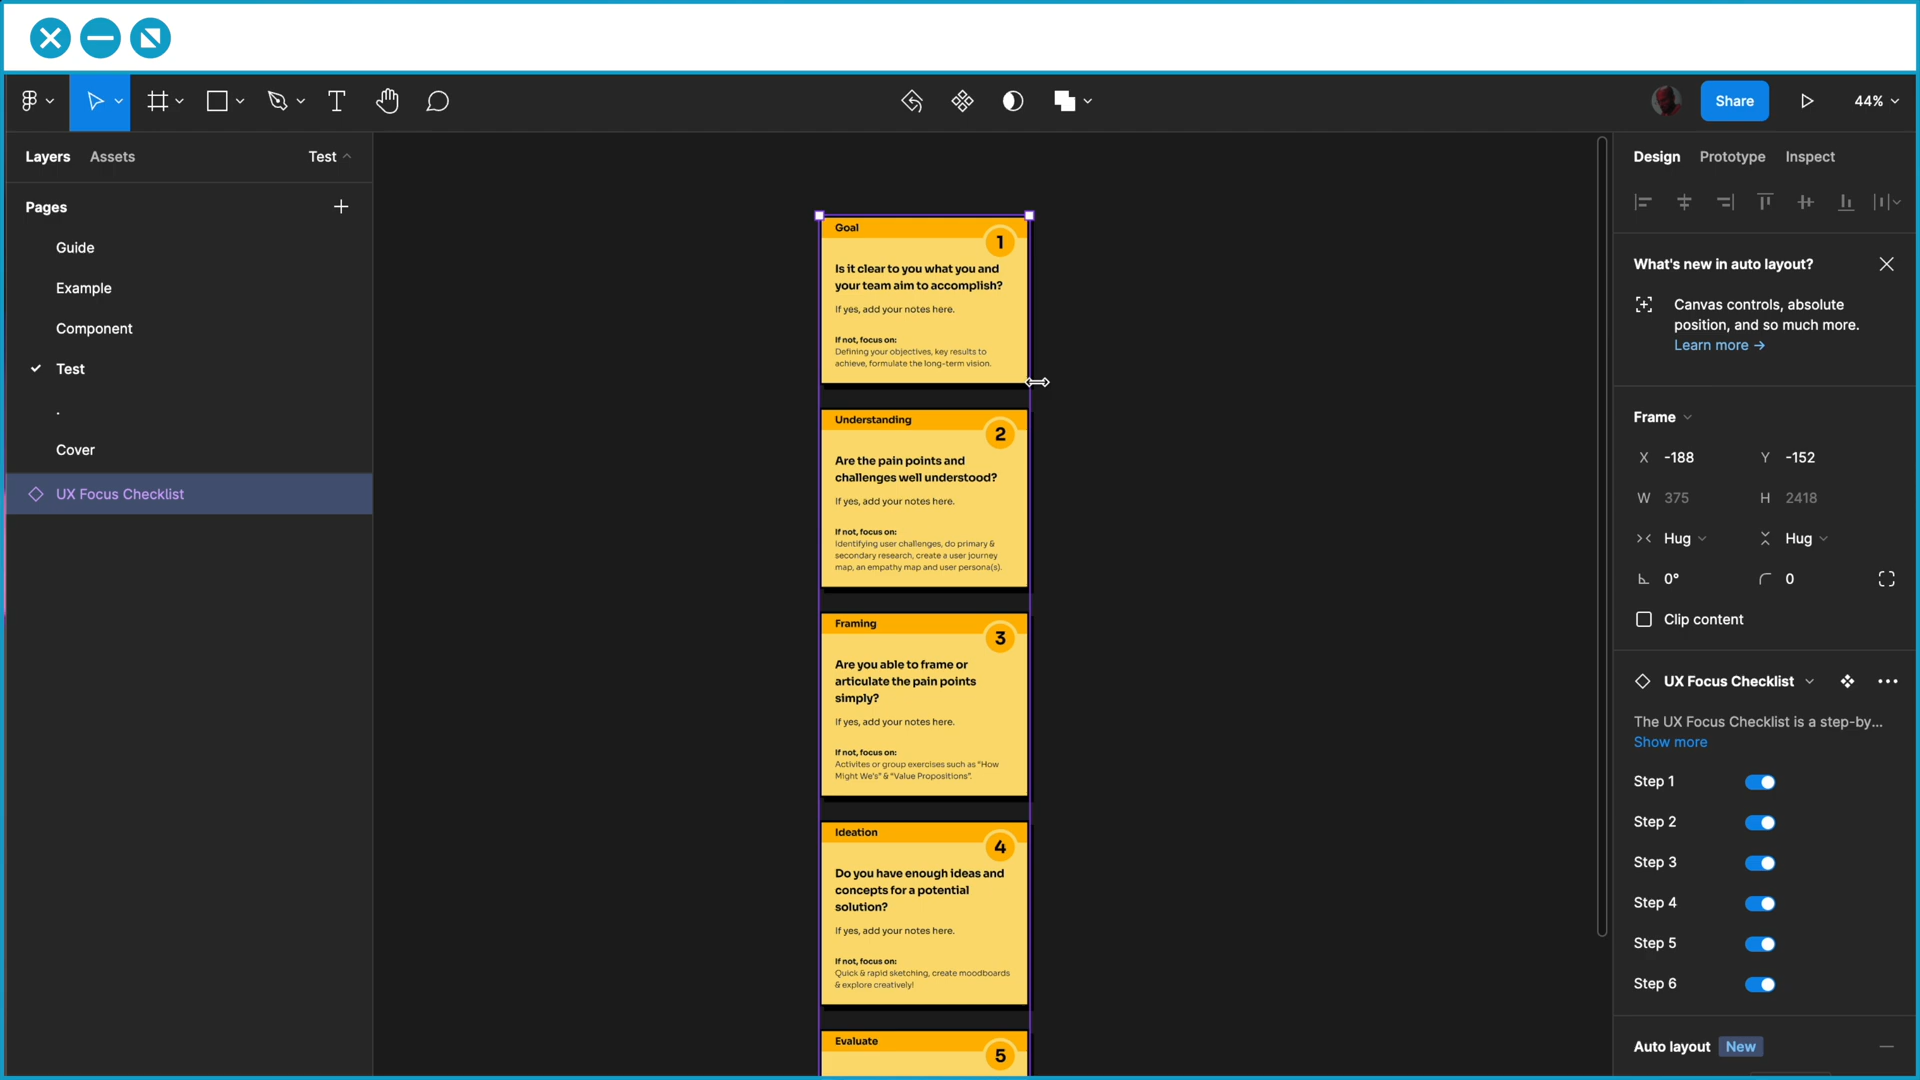 Share
44%
Layers
Assets
Test
Pages
Guide
Example
Component
Test
.
Cover
UX Focus Checklist
Goal
1
Is it clear to you what you and
your team aim to accomplish?
If yes, add your notes here.
If not, focus on:
Defining your objectives, key results to
achieve, formulate the long-term vision.
Understanding
2
Are the pain points and
challenges well understood?
If yes, add your notes here.
If not, focus on:
Identifying user challenges, do primary &
secondary research, create a user journey
map, an empathy map and user persona(s).
Framing
3
Are you able to frame or
articulate the pain points
simply?
If yes, add your notes here.
If not, focus on:
Activites or group exercises such as "How
Might We's" & "Value Propositions".
Ideation
4
Do you have enough ideas and
concepts for a potential
solution?
If yes, add your notes here.
If not, focus on:
Quick & rapid sketching, create moodboards
& explore creatively!
Evaluate
5
Design
Prototype
Inspect
What's new in auto layout?
Canvas controls, absolute
position, and so much more.
Learn more →
Frame
X -188
Y -152
W 375
H 2418
Hug
Hug
0°
0
Clip content
UX Focus Checklist
The UX Focus Checklist is a step-by...
Show more
Step 1
Step 2
Step 3
Step 4
Step 5
Step 6
Auto layout New